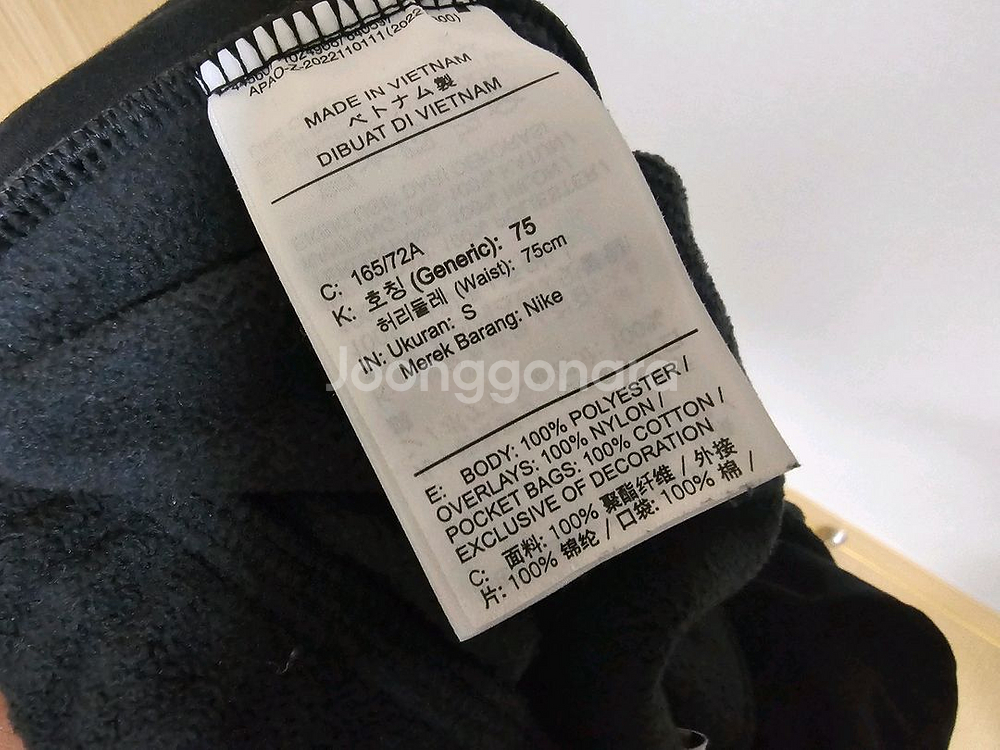 APAO-Z-2022110111(2022
MADE IN VIETNAM
ベトナム製
DIBUAT DI VIETNAM
C: 165/72A
K: 호칭 (Generic): 75
허리둘레 (Waist): 75cm
IN: Ukuran: S
Merek Barang: Nike
Joonggonara
E: BODY: 100% POLYESTER /
OVERLAYS: 100% NYLON /
POCKET BAGS: 100% COTTON /
EXCLUSIVE OF DECORATION
C: 面料: 100% 聚酯纤维 / 外接
片: 100% 锦纶 / 口袋: 100% 棉 /